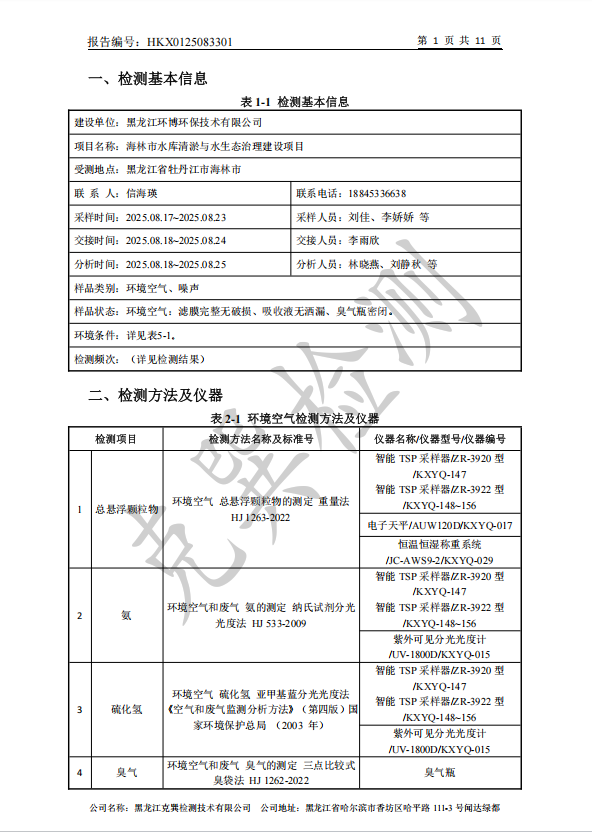 报告编号：HKX0125083301 第 1 页 共 11 页
一、检测基本信息
表 1-1 检测基本信息
建设单位：黑龙江环博环保技术有限公司
项目名称：海林市水库清淤与水生态治理建设项目
受测地点：黑龙江省牡丹江市海林市
联 系 人：信海瑛 联系电话：18845336638
采样时间：2025.08.17~2025.08.23 采样人员：刘佳、李娇娇 等
交接时间：2025.08.18~2025.08.24 交接人员：李雨欣
分析时间：2025.08.18~2025.08.25 分析人员：林晓燕、刘静秋 等
样品类别：环境空气、噪声
样品状态：环境空气：滤膜完整无破损、吸收液无洒漏、臭气瓶密闭。
环境条件：详见表5-1。
检测频次：（详见检测结果）
二、检测方法及仪器
表 2-1 环境空气检测方法及仪器
检测项目 检测方法名称及标准号 仪器名称/仪器型号/仪器编号
1 总悬浮颗粒物
环境空气 总悬浮颗粒物的测定 重量法
HJ 1263-2022
智能 TSP 采样器/ZR-3920 型
/KXYQ-147
智能 TSP 采样器/ZR-3922 型
/KXYQ-148~156
电子天平/AUW120D/KXYQ-017
恒温恒湿称重系统
/JC-AWS9-2/KXYQ-029
2 氨
环境空气和废气 氨的测定 纳氏试剂分光
光度法 HJ 533-2009
智能 TSP 采样器/ZR-3920 型
/KXYQ-147
智能 TSP 采样器/ZR-3922 型
/KXYQ-148~156
紫外可见分光光度计
/UV-1800D/KXYQ-015
3 硫化氢
环境空气 硫化氢 亚甲基蓝分光光度法
《空气和废气监测分析方法》（第四版）国
家环境保护总局 （2003 年）
智能 TSP 采样器/ZR-3920 型
/KXYQ-147
智能 TSP 采样器/ZR-3922 型
/KXYQ-148~156
紫外可见分光光度计
/UV-1800D/KXYQ-015
4 臭气
环境空气和废气 臭气的测定 三点比较式
臭袋法 HJ 1262-2022
臭气瓶
公司名称：黑龙江克巽检测技术有限公司 公司地址：黑龙江省哈尔滨市香坊区哈平路 111-3 号闻达绿都
克巽检测